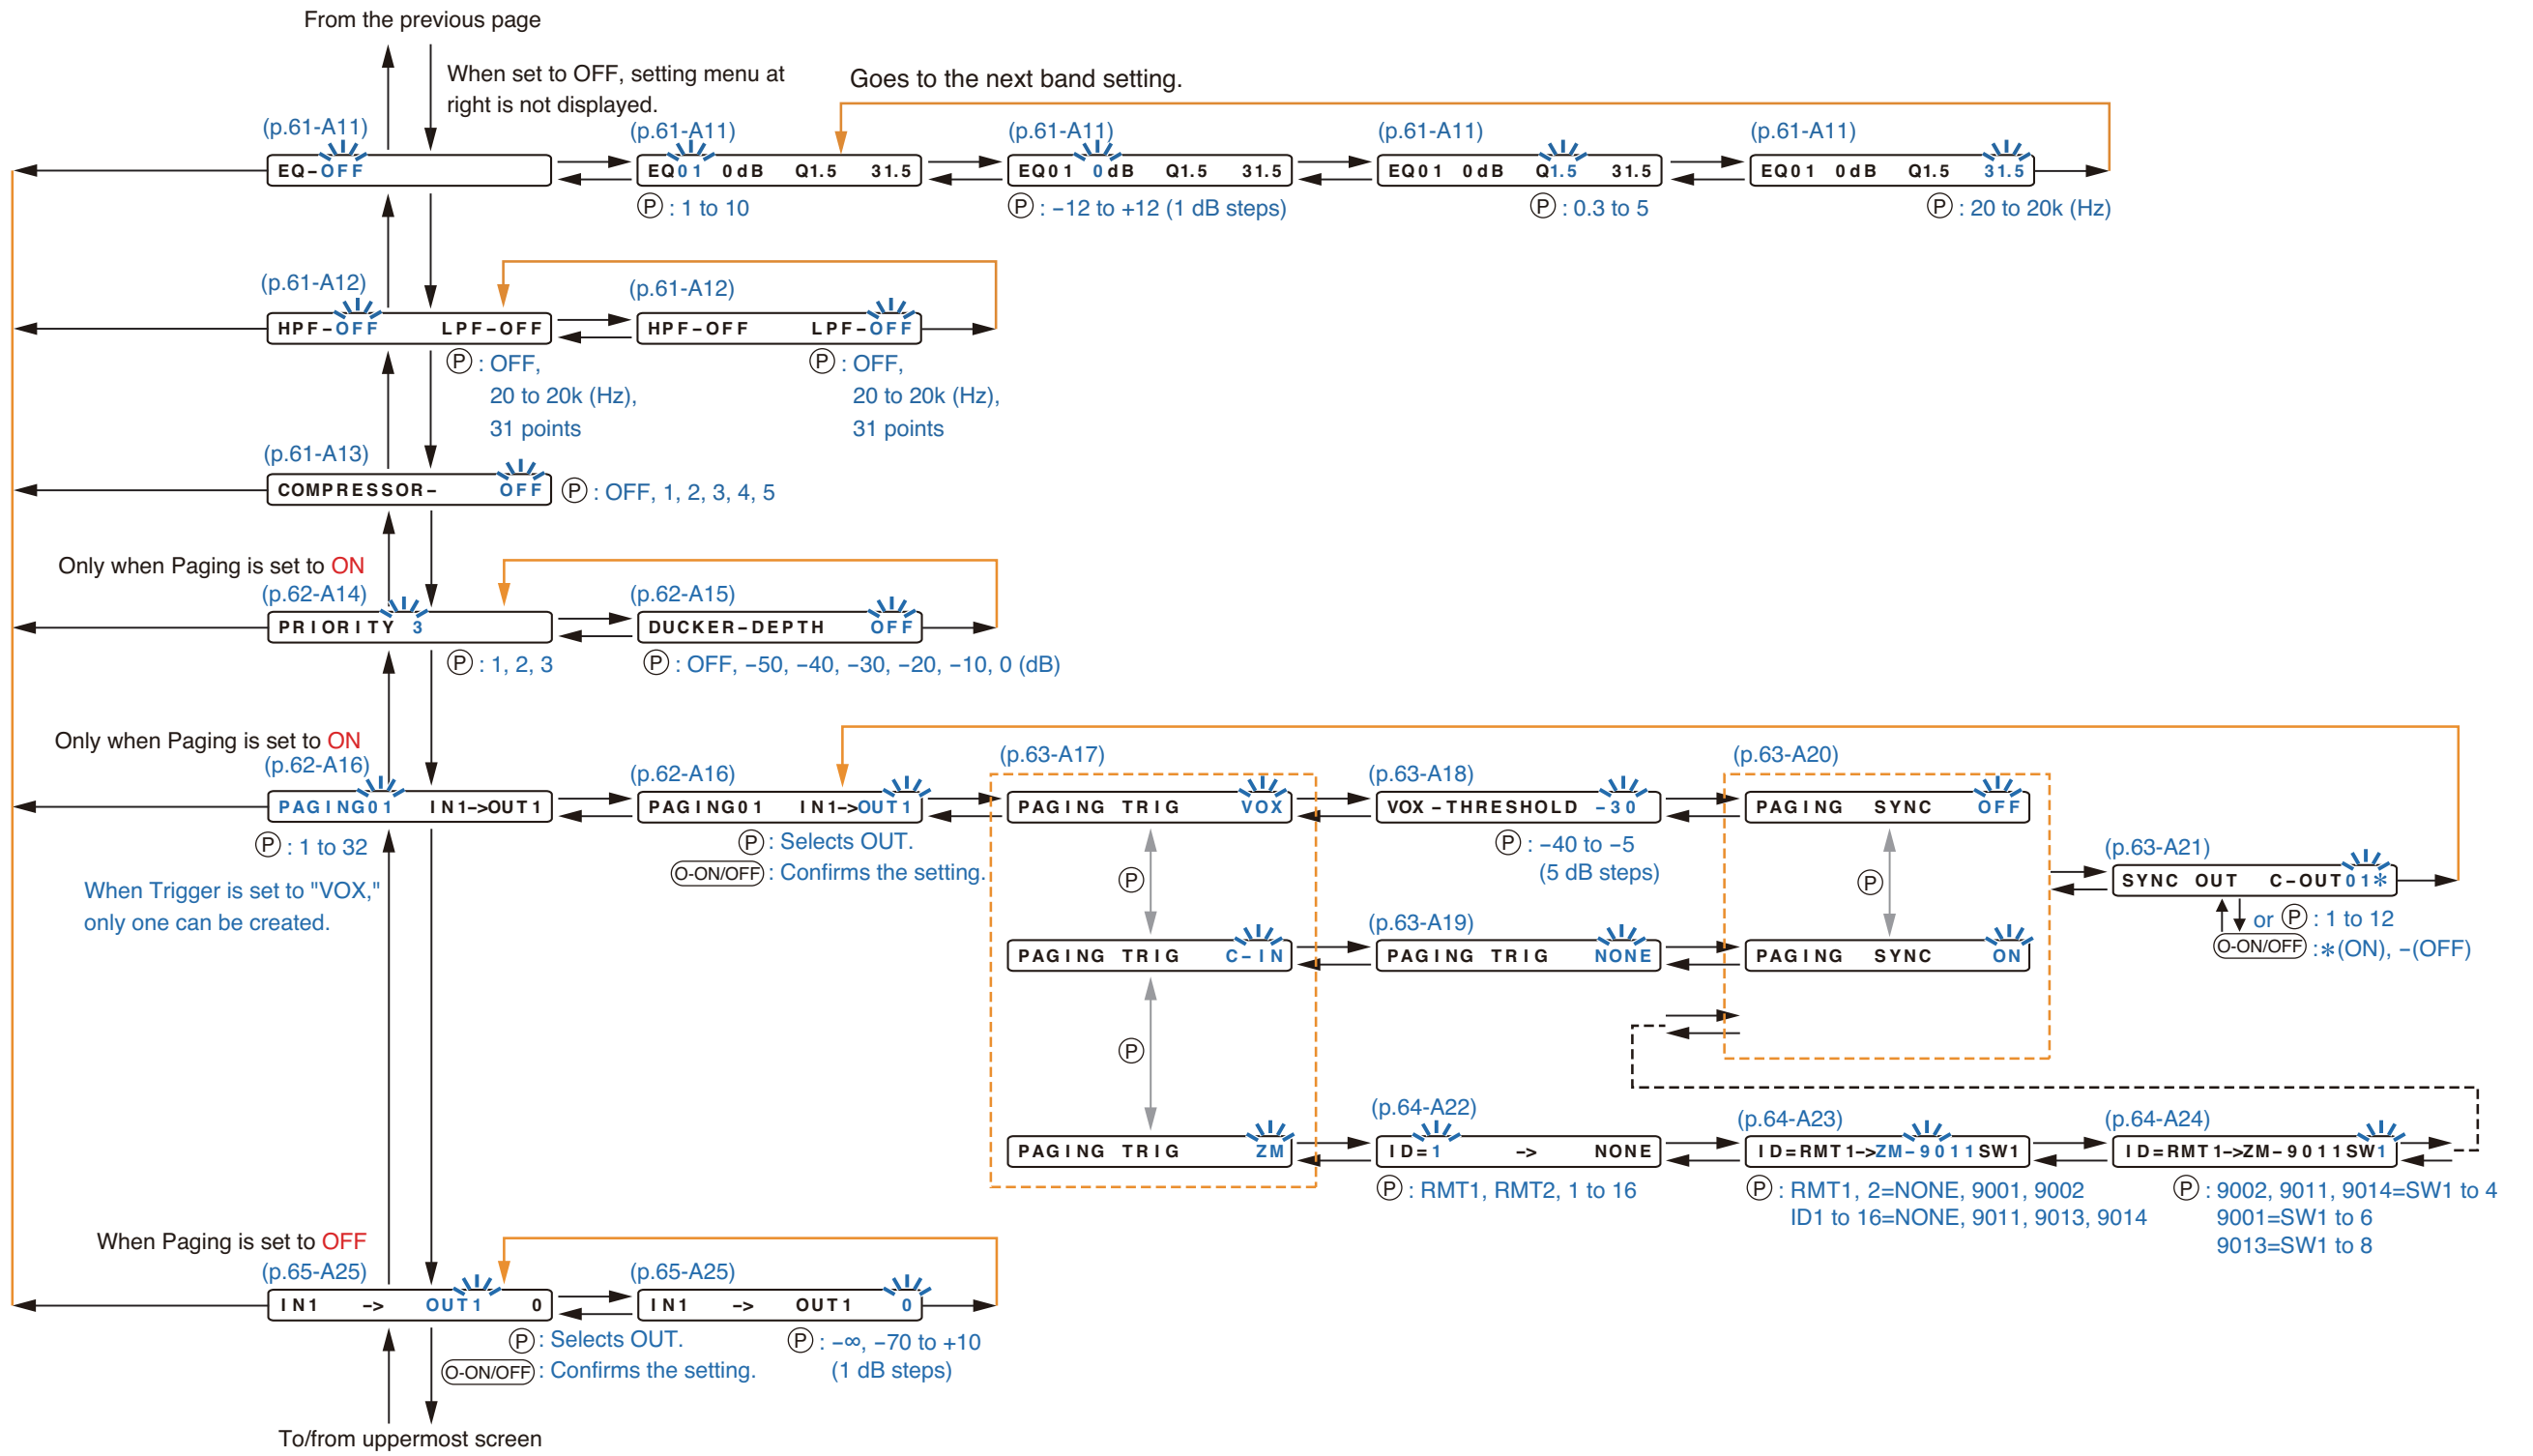 From the previous page
When set to OFF, setting menu at
right is not displayed.
Goes to the next band setting.
(p.61-A11)
EQ-OFF
(p.61-A11)
EQ01 0dB Q1.5 31.5
Ⓟ : 1 to 10
(p.61-A11)
EQ01 0dB Q1.5 31.5
Ⓟ : −12 to +12 (1 dB steps)
(p.61-A11)
EQ01 0dB Q1.5 31.5
Ⓟ : 0.3 to 5
(p.61-A11)
EQ01 0dB Q1.5 31.5
Ⓟ : 20 to 20k (Hz)
(p.61-A12)
HPF-OFF LPF-OFF
Ⓟ : OFF,
20 to 20k (Hz),
31 points
(p.61-A12)
HPF-OFF LPF-OFF
Ⓟ : OFF,
20 to 20k (Hz),
31 points
(p.61-A13)
COMPRESSOR- OFF
Ⓟ : OFF, 1, 2, 3, 4, 5
Only when Paging is set to ON
(p.62-A14)
PRIORITY 3
Ⓟ : 1, 2, 3
(p.62-A15)
DUCKER-DEPTH OFF
Ⓟ : OFF, −50, −40, −30, −20, −10, 0 (dB)
Only when Paging is set to ON
(p.62-A16)
PAGING01 IN1->OUT1
Ⓟ : 1 to 32
When Trigger is set to "VOX,"
only one can be created.
(p.62-A16)
PAGING01 IN1->OUT1
Ⓟ : Selects OUT.
O-ON/OFF : Confirms the setting.
(p.63-A17)
PAGING TRIG VOX
Ⓟ
PAGING TRIG C-IN
Ⓟ
PAGING TRIG ZM
(p.63-A18)
VOX-THRESHOLD -30
Ⓟ : −40 to −5
(5 dB steps)
(p.63-A19)
PAGING TRIG NONE
(p.63-A20)
PAGING SYNC OFF
Ⓟ
PAGING SYNC ON
(p.63-A21)
SYNC OUT C-OUT01*
or Ⓟ : 1 to 12
O-ON/OFF : *(ON), −(OFF)
(p.64-A22)
ID=1 -> NONE
Ⓟ : RMT1, RMT2, 1 to 16
(p.64-A23)
ID=RMT1->ZM-9011SW1
Ⓟ : RMT1, 2=NONE, 9001, 9002
ID1 to 16=NONE, 9011, 9013, 9014
(p.64-A24)
ID=RMT1->ZM-9011SW1
Ⓟ : 9002, 9011, 9014=SW1 to 4
9001=SW1 to 6
9013=SW1 to 8
When Paging is set to OFF
(p.65-A25)
IN1 -> OUT1 0
Ⓟ : Selects OUT.
O-ON/OFF : Confirms the setting.
(p.65-A25)
IN1 -> OUT1 0
Ⓟ : −∞, −70 to +10
(1 dB steps)
To/from uppermost screen